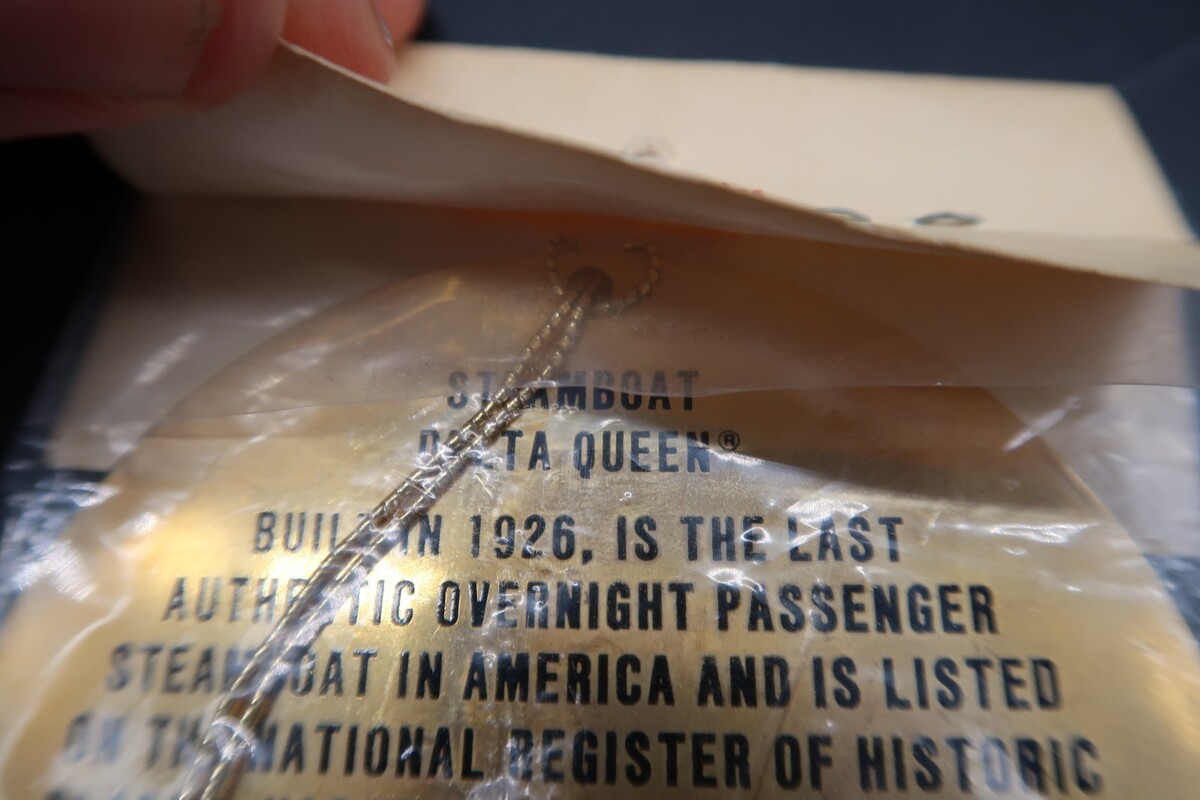 STEAMBOAT
DELTA QUEEN®
BUILT IN 1926, IS THE LAST
AUTHENTIC OVERNIGHT PASSENGER
STEAMBOAT IN AMERICA AND IS LISTED
ON THE NATIONAL REGISTER OF HISTORIC